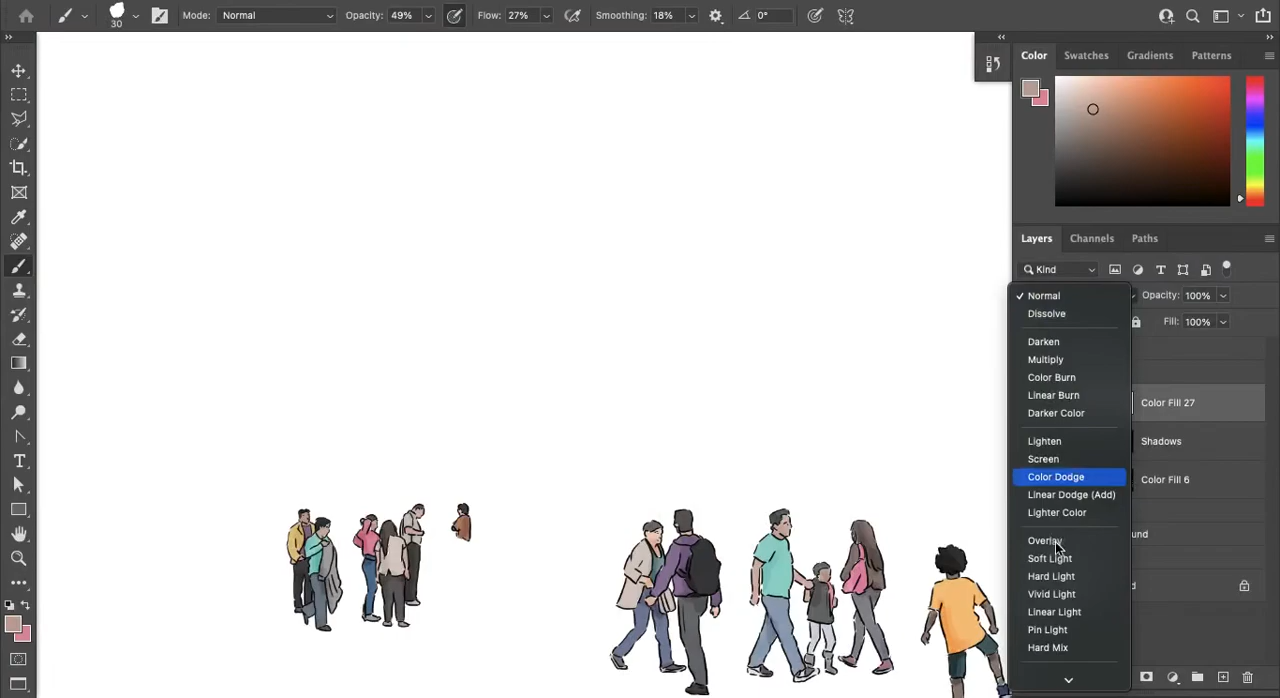 30 Mode: Normal Opacity: 49% Flow: 27% Smoothing: 18% 0°
Color Swatches Gradients Patterns
Layers Channels Paths
Kind
Opacity: 100%
Fill: 100%
Normal
Dissolve
Darken
Multiply
Color Burn
Linear Burn
Darker Color
Lighten
Screen
Color Dodge
Linear Dodge (Add)
Lighter Color
Overlay
Soft Light
Hard Light
Vivid Light
Linear Light
Pin Light
Hard Mix
Color Fill 27
Shadows
Color Fill 6
und
d